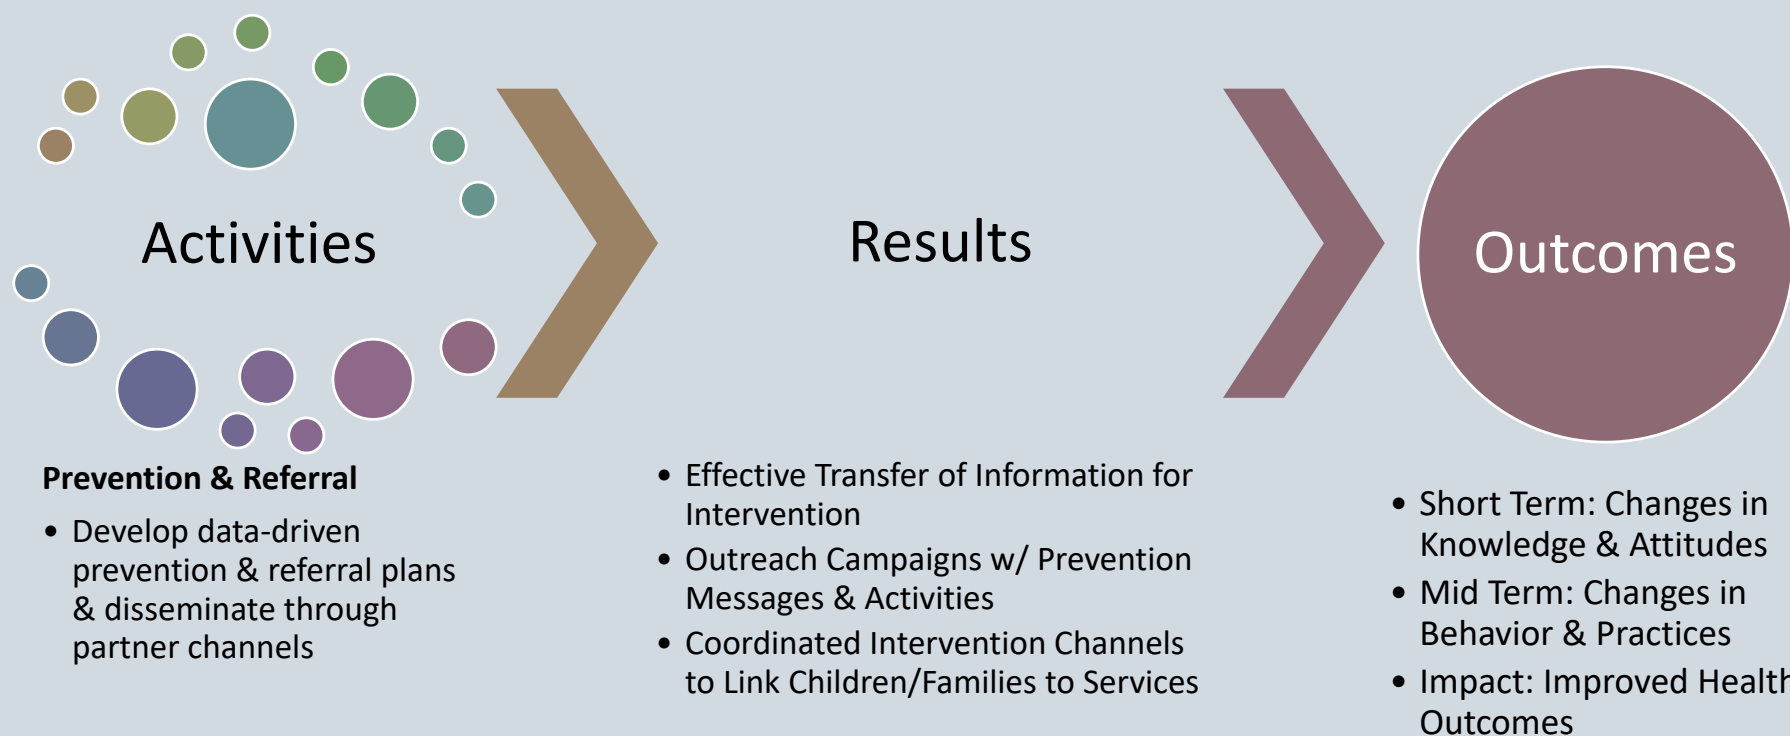 Activities
Results
Outcomes
Prevention & Referral
• Develop data-driven
prevention & referral plans
& disseminate through
partner channels
• Effective Transfer of Information for
Intervention
• Outreach Campaigns w/ Prevention
Messages & Activities
• Coordinated Intervention Channels
to Link Children/Families to Services
• Short Term: Changes in
Knowledge & Attitudes
• Mid Term: Changes in
Behavior & Practices
• Impact: Improved Health
Outcomes